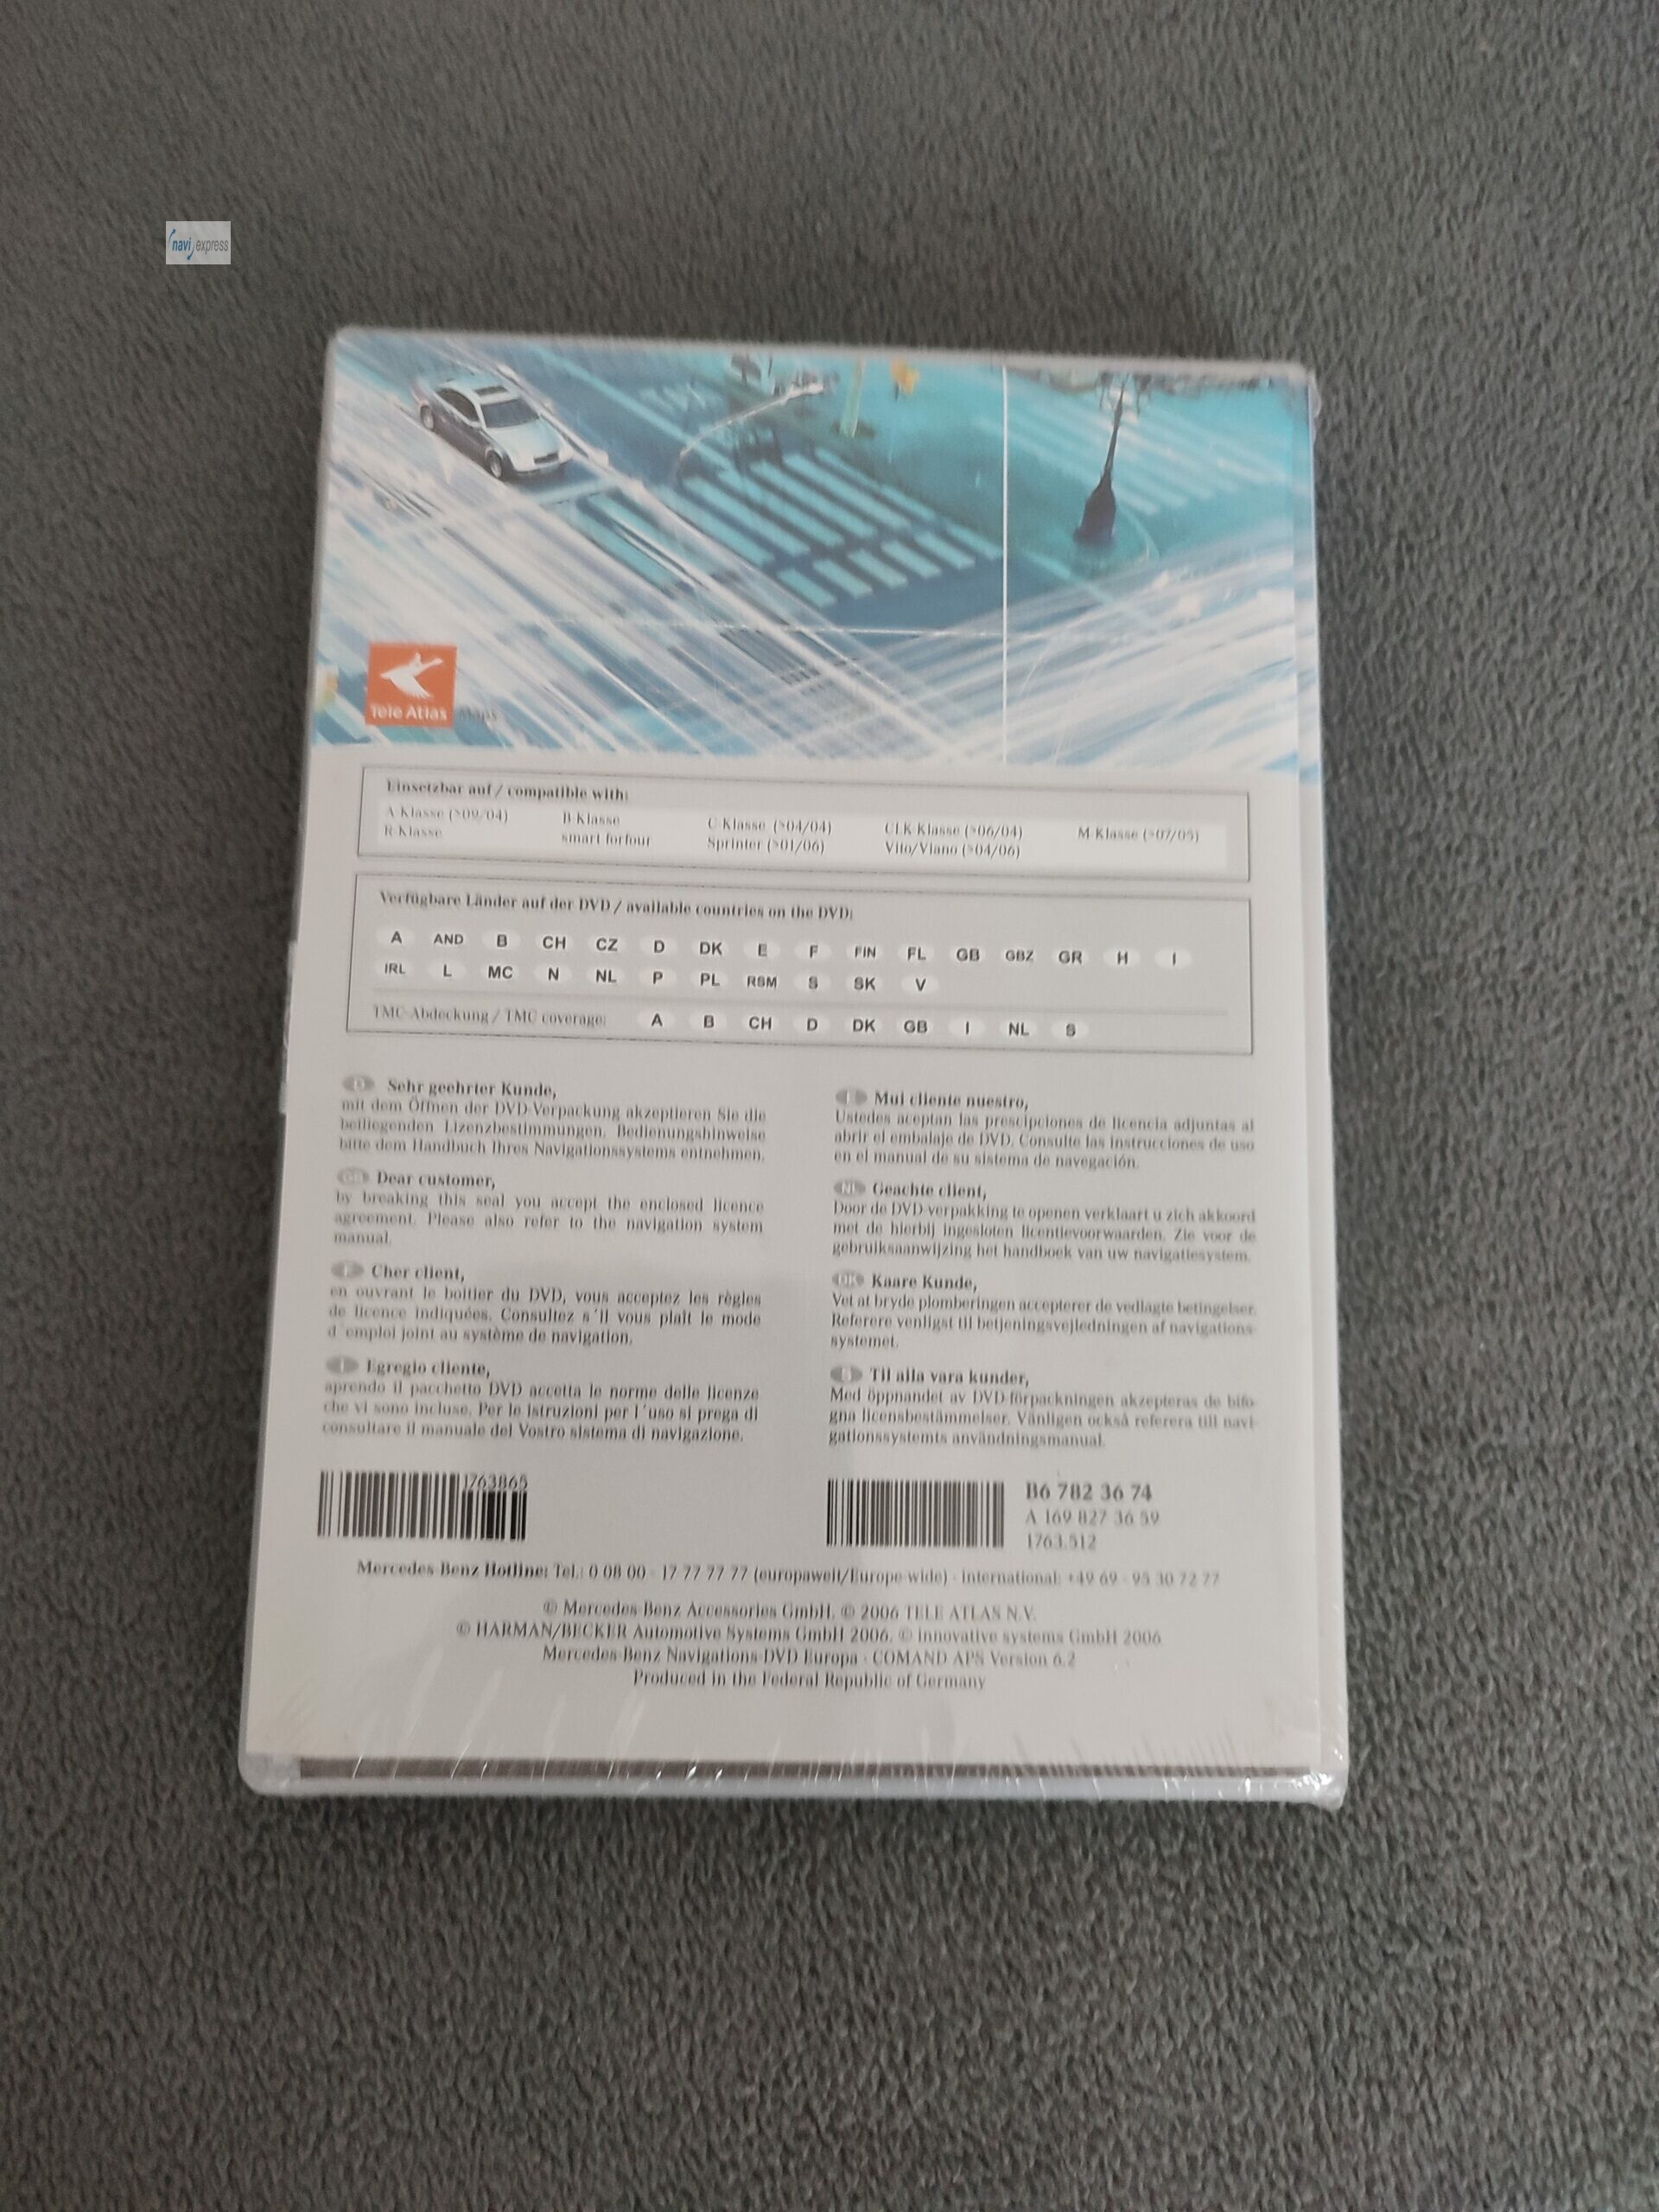 navi express
Tele Atlas Maps
Einsetzbar auf / compatible with:
A-Klasse (>09/04) B-Klasse C-Klasse (>04/04) CLK-Klasse (>06/04) M-Klasse (>07/05)
R-Klasse smart forfour Sprinter (>01/06) Vito/Viano (>04/06)
Verfügbare Länder auf der DVD / available countries on the DVD:
A AND B CH CZ D DK E F FIN FL GB GBZ GR H I
IRL L MC N NL P PL RSM S SK V
TMC-Abdeckung / TMC coverage: A B CH D DK GB I NL S
D Sehr geehrter Kunde,
mit dem Öffnen der DVD-Verpackung akzeptieren Sie die
beiliegenden Lizenzbestimmungen. Bedienungshinweise
bitte dem Handbuch Ihres Navigationssystems entnehmen.
GB Dear customer,
by breaking this seal you accept the enclosed licence
agreement. Please also refer to the navigation system
manual.
F Cher client,
en ouvrant le boîtier du DVD, vous acceptez les règles
de licence indiquées. Consultez s´il vous plaît le mode
d´emploi joint au système de navigation.
I Egregio cliente,
aprendo il pacchetto DVD accetta le norme delle licenze
che vi sono incluse. Per le istruzioni per l´uso si prega di
consultare il manuale del Vostro sistema di navigazione.
E Mui cliente nuestro,
Ustedes aceptan las prescipciones de licencia adjuntas al
abrir el embalaje de DVD. Consulte las instrucciones de uso
en el manual de su sistema de navegación.
NL Geachte client,
Door de DVD-verpakking te openen verklaart u zich akkoord
met de hierbij ingesloten licentievoorwaarden. Zie voor de
gebruiksaanwijzing het handboek van uw navigatiesystem.
DK Kaare Kunde,
Vet at bryde plomberingen accepterer de vedlagte betingelser.
Referere venligst til betjeningsvejledningen af navigations-
systemet.
S Til alla vara kunder,
Med öppnandet av DVD-förpackningen akzepteras de bifo-
gna licensbestämmelser. Vänligen också referera till navi-
gationssystemts användningsmanual.
1763865
B6 782 36 74
A 169 827 36 59
1763.512
Mercedes-Benz Hotline: Tel.: 0 08 00 - 17 77 77 77 (europaweit/Europe-wide) - international: +49 69 - 95 30 72 77
© Mercedes-Benz Accessories GmbH. © 2006 TELE ATLAS N.V.
© HARMAN/BECKER Automotive Systems GmbH 2006. © innovative systems GmbH 2006
Mercedes-Benz Navigations-DVD Europa - COMAND APS Version 6.2
Produced in the Federal Republic of Germany